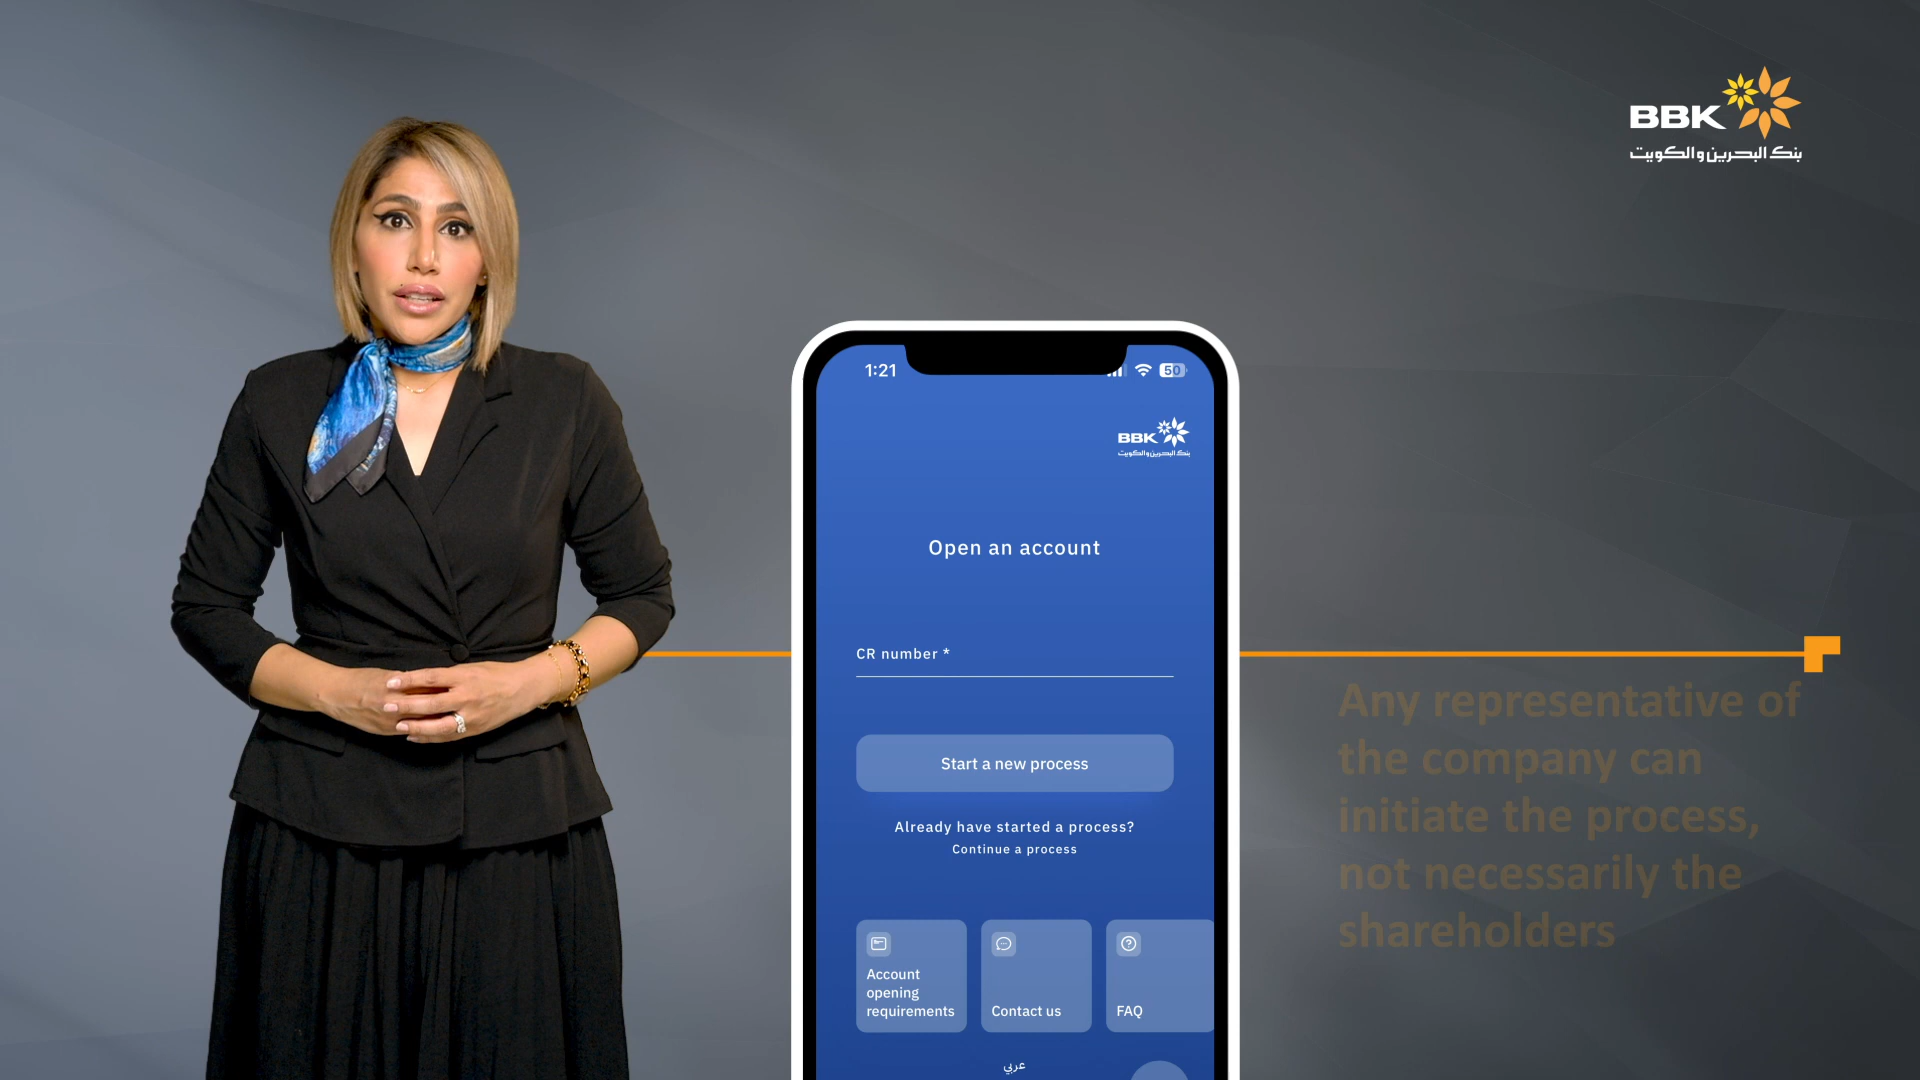 BBK
بنك البحرين والكويت
1:21
50
BBK
بنك البحرين والكويت
Open an account
CR number *
Start a new process
Already have started a process?
Continue a process
Account
opening
requirements
Contact us
FAQ
عربي
Any representative of
the company can
initiate the process,
not necessarily the
shareholders